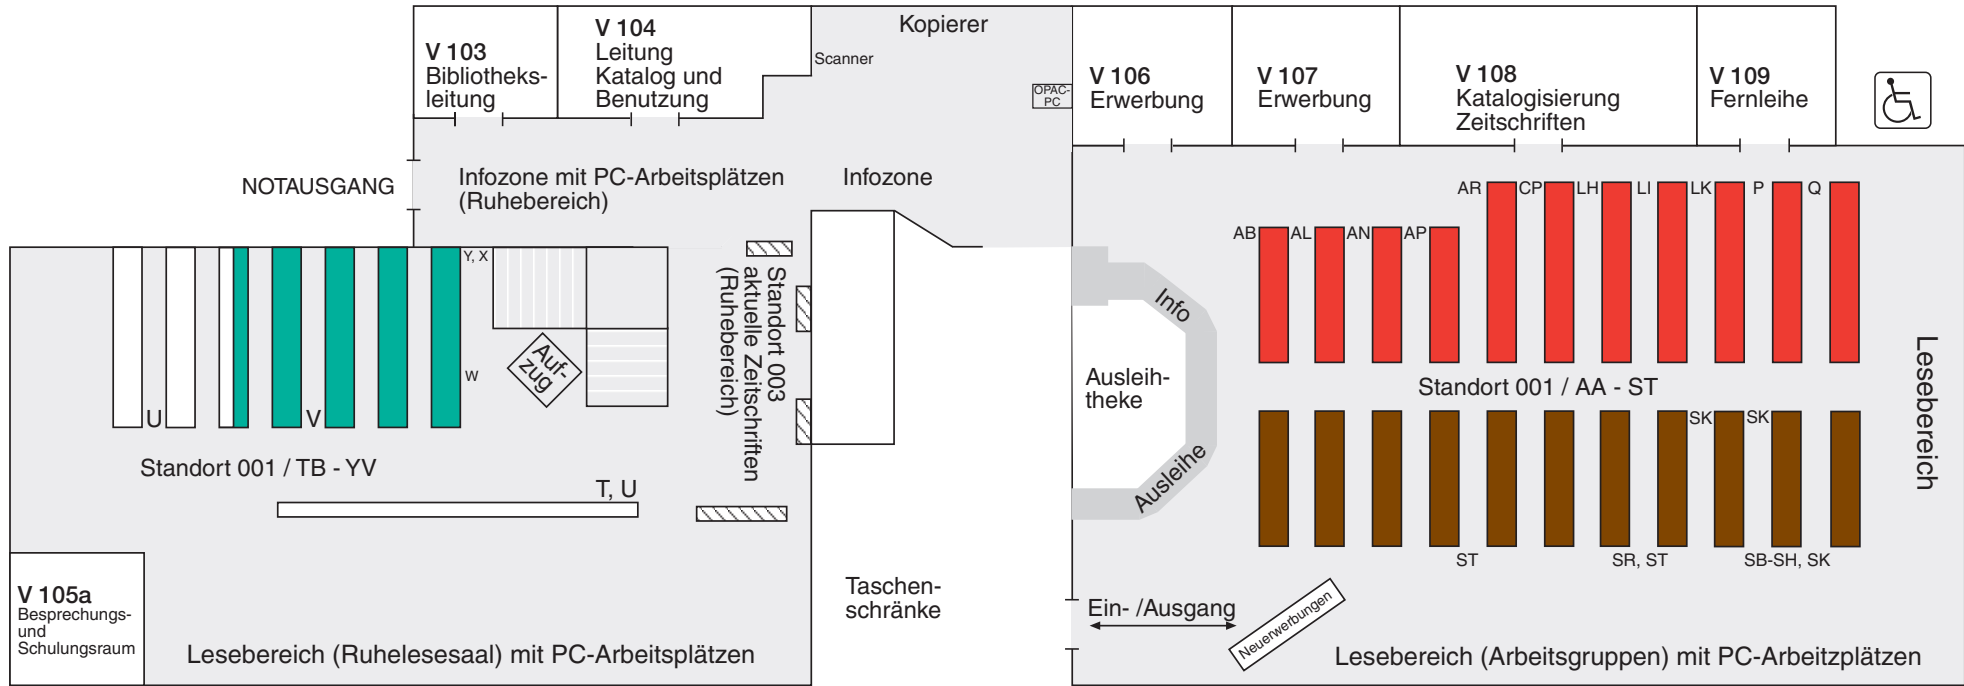 V 103
Bibliotheks-
leitung
V 104
Leitung
Katalog und
Benutzung
Kopierer
Scanner
OPAC-
PC
V 106
Erwerbung
V 107
Erwerbung
V 108
Katalogisierung
Zeitschriften
V 109
Fernleihe
NOTAUSGANG
Infozone mit PC-Arbeitsplätzen
(Ruhebereich)
Infozone
Y, X
W
U
V
Auf-
zug
Standort 003
aktuelle Zeitschriften
(Ruhebereich)
Standort 001 / TB - YV
T, U
V 105a
Besprechungs-
und
Schulungsraum
Lesebereich (Ruhelesesaal) mit PC-Arbeitsplätzen
Taschen-
schränke
Info
Ausleih-
theke
Ausleihe
AB
AL
AN
AP
AR
CP
LH
LI
LK
P
Q
Standort 001 / AA - ST
Lesebereich
SK
SK
ST
SR, ST
SB-SH, SK
Ein- /Ausgang
Neuerwerbungen
Lesebereich (Arbeitsgruppen) mit PC-Arbeitzplätzen